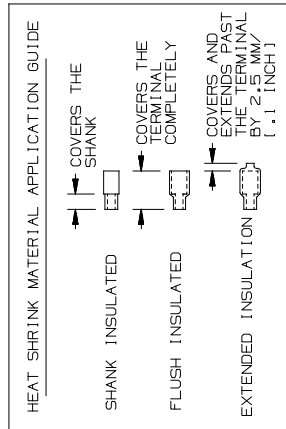 HEAT SHRINK MATERIAL APPLICATION GUIDE
SHANK INSULATED
COVERS THE
SHANK
FLUSH INSULATED
COVERS THE
TERMINAL
COMPLETELY
EXTENDED INSULATION
COVERS AND
EXTENDS PAST
THE TERMINAL
BY 2.5 MM/
[.1 INCH]